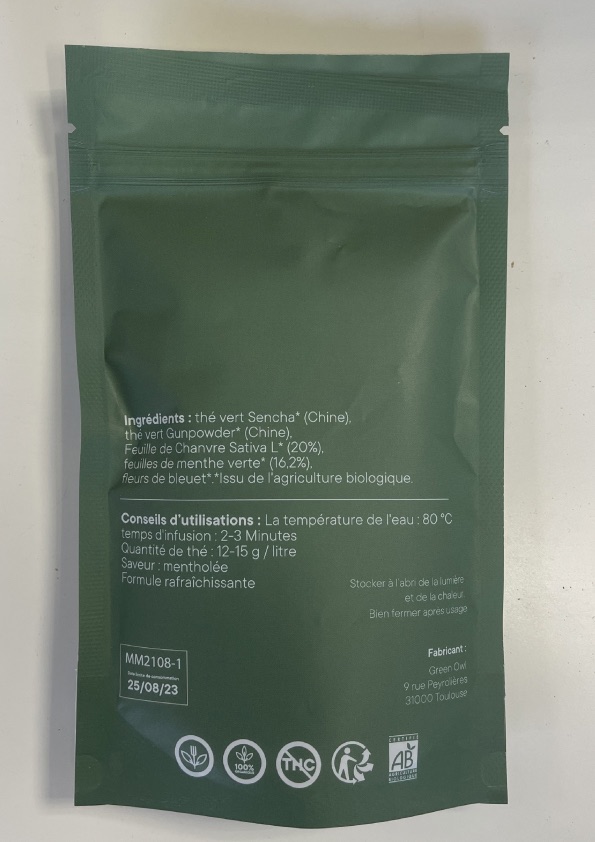 Ingrédients : thé vert Sencha* (Chine),
thé vert Gunpowder* (Chine),
Feuille de Chanvre Sativa L* (20%),
feuilles de menthe verte* (16,2%),
fleurs de bleuet*.*Issu de l'agriculture biologique.
Conseils d'utilisations : La température de l'eau : 80 °C
temps d'infusion : 2-3 Minutes
Quantité de thé : 12-15 g / litre
Saveur : mentholée
Formule rafraîchissante
Stocker à l'abri de la lumière
et de la chaleur.
Bien fermer après usage
MM2108-1
25/08/23
Fabricant :
Green Owl
9 rue Peyrolières
31000 Toulouse
100%
THC
CERTIFIÉ
AB
AGRICULTURE
BIOLOGIQUE